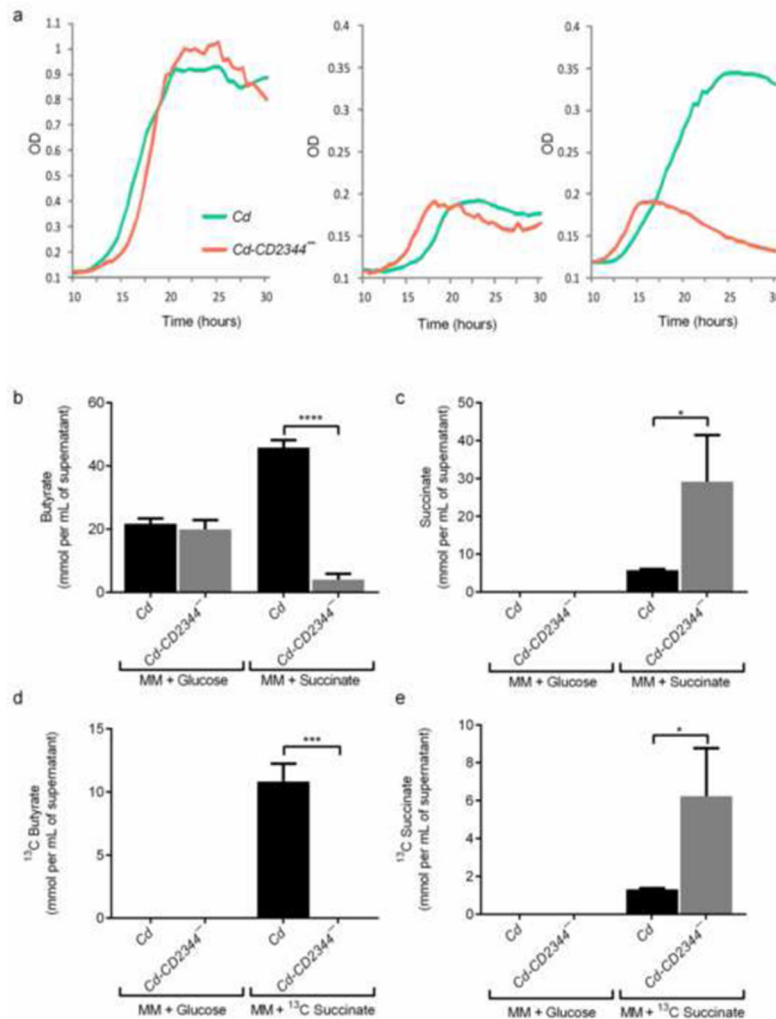 a
1.1
1
0.9
0.8
0.7
0.6
0.5
0.4
0.3
0.2
0.1
OD
10 15 20 25 30
Time (hours)
Cd
Cd-CD2344⁻
0.4
0.35
0.3
0.25
0.2
0.15
0.1
OD
10 15 20 25 30
Time (hours)
0.4
0.35
0.3
0.25
0.2
0.15
0.1
OD
10 15 20 25 30
Time (hours)
b
Butyrate
(mmol per mL of supernatant)
60
40
20
0
****
Cd
Cd-CD2344⁻
Cd
Cd-CD2344⁻
MM + Glucose
MM + Succinate
c
Succinate
(mmol per mL of supernatant)
50
40
30
20
10
0
*
Cd
Cd-CD2344⁻
Cd
Cd-CD2344⁻
MM + Glucose
MM + Succinate
d
¹³C Butyrate
(mmol per mL of supernatant)
15
10
5
0
***
Cd
Cd-CD2344⁻
Cd
Cd-CD2344⁻
MM + Glucose
MM + ¹³C Succinate
e
¹³C Succinate
(mmol per mL of supernatant)
10
8
6
4
2
0
*
Cd
Cd-CD2344⁻
Cd
Cd-CD2344⁻
MM + Glucose
MM + ¹³C Succinate